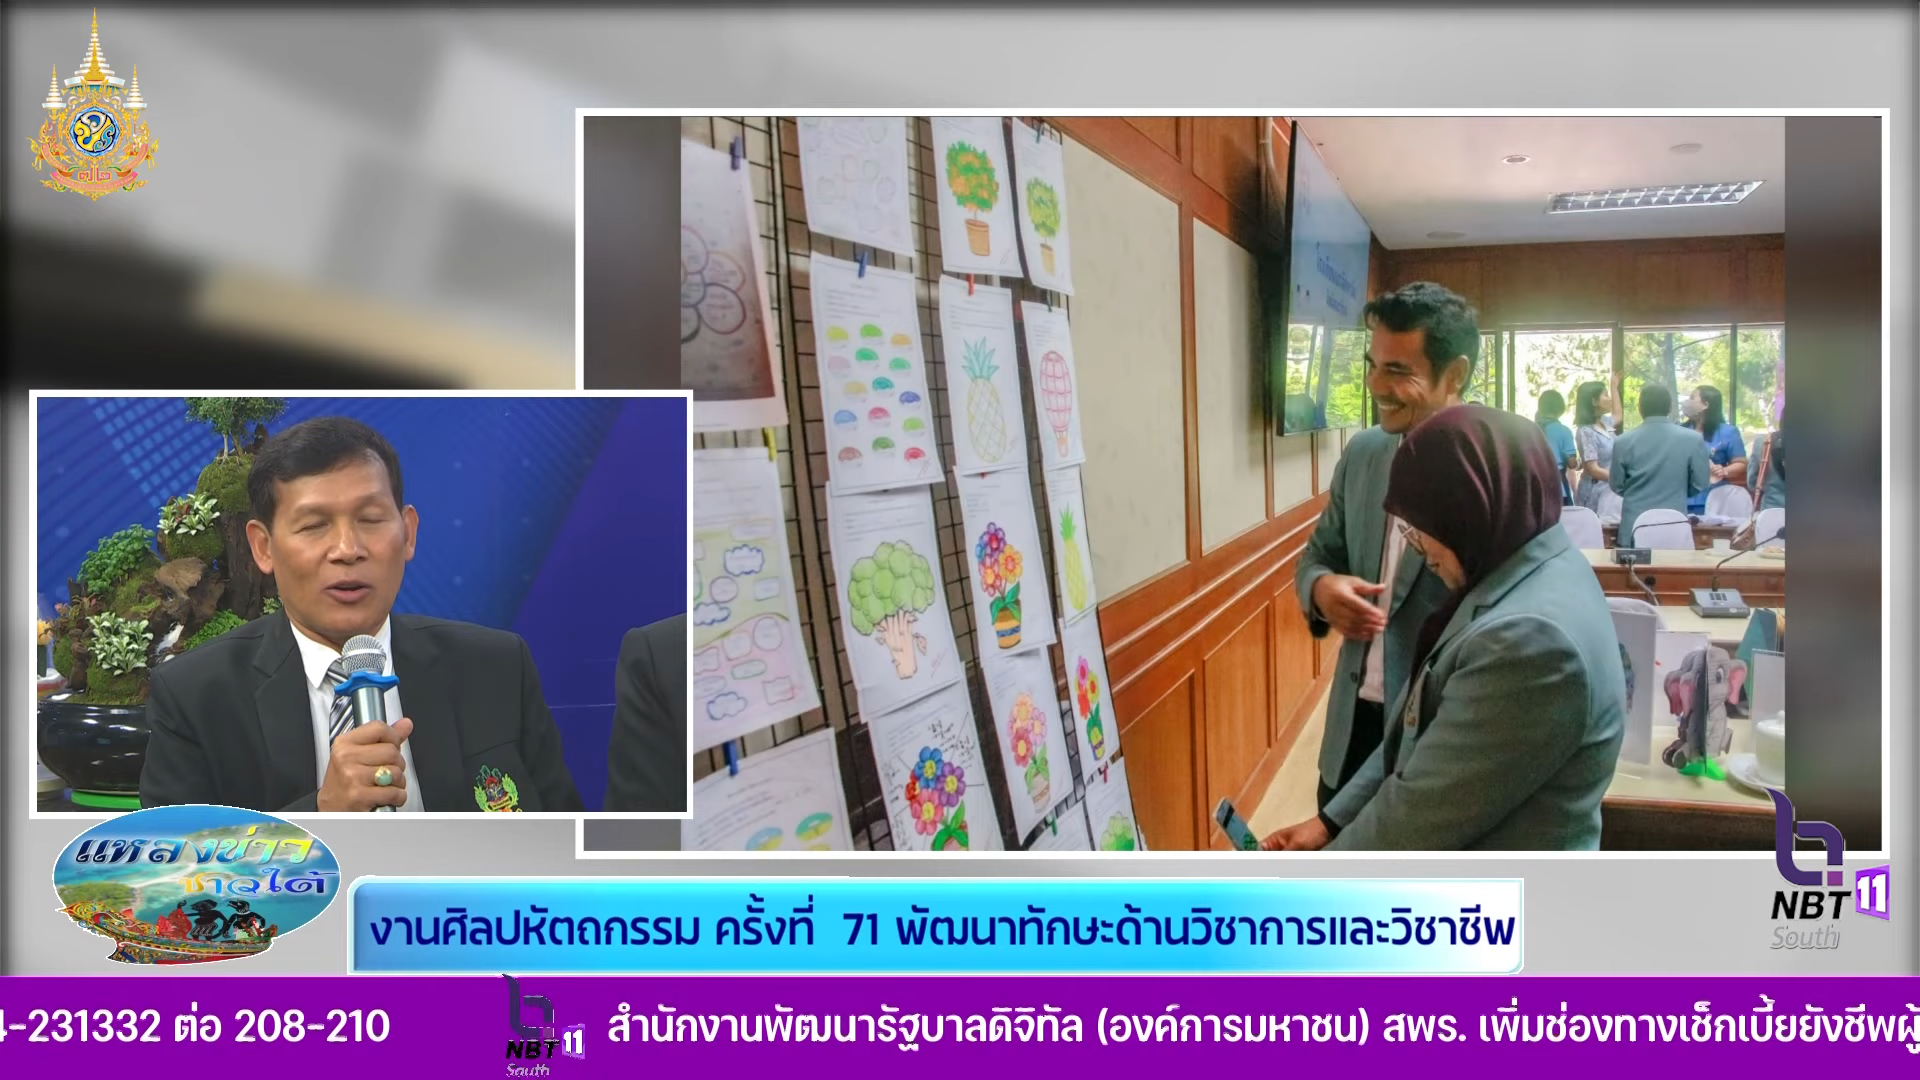 ๗๒
แหลงข่าว
ชาวใต้
งานศิลปหัตถกรรม ครั้งที่ 71 พัฒนาทักษะด้านวิชาการและวิชาชีพ
NBT 11
South
4-231332 ต่อ 208-210
NBT 11
South
สำนักงานพัฒนารัฐบาลดิจิทัล (องค์การมหาชน) สพร. เพิ่มช่องทางเช็กเบี้ยยังชีพผู้